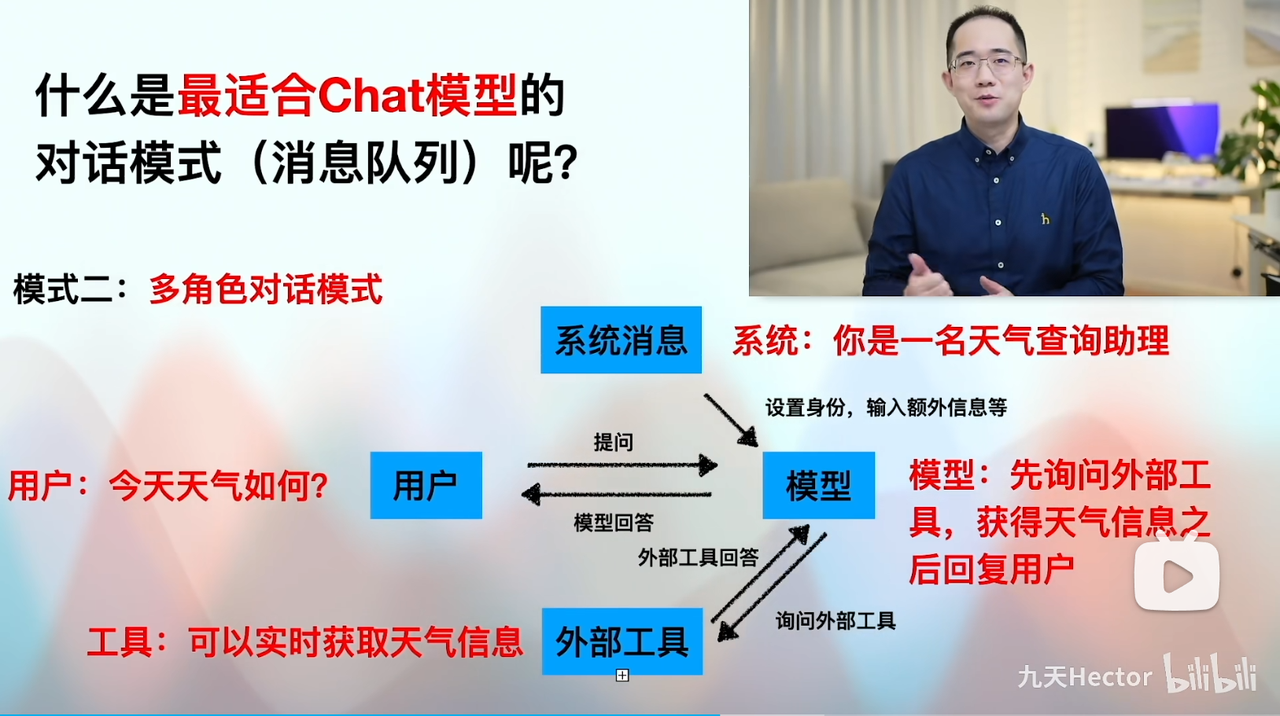 什么是最适合Chat模型的
对话模式（消息队列）呢？
模式二：多角色对话模式
系统消息
系统：你是一名天气查询助理
设置身份，输入额外信息等
提问
用户：今天天气如何？
用户
模型
模型：先询问外部工
具，获得天气信息之
后回复用户
模型回答
外部工具回答
询问外部工具
工具：可以实时获取天气信息
外部工具
九天Hector
bilibili